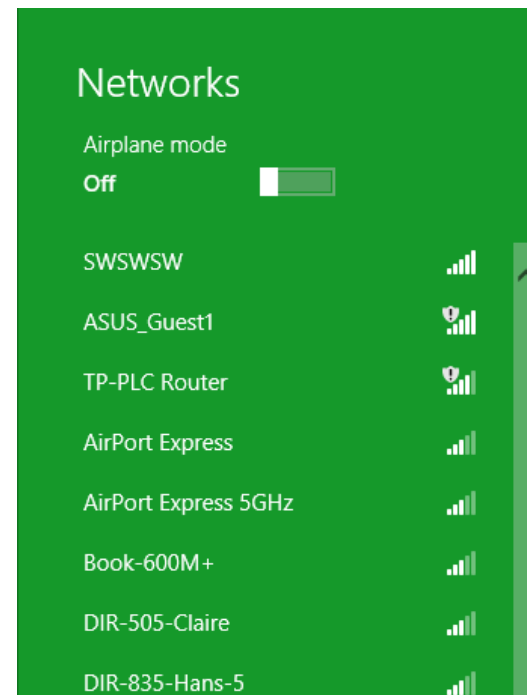 Networks
Airplane mode
Off
SWSWSW
ASUS_Guest1
TP-PLC Router
AirPort Express
AirPort Express 5GHz
Book-600M+
DIR-505-Claire
DIR-835-Hans-5